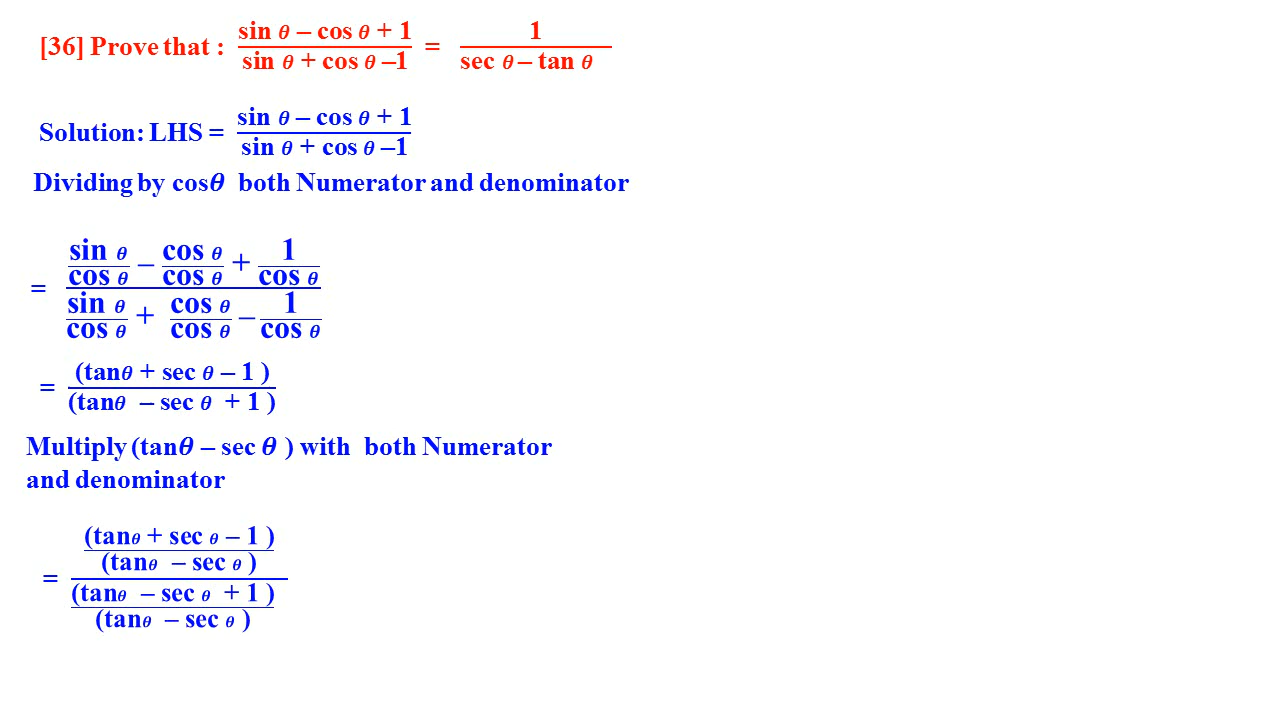 [36] Prove that : sin θ – cos θ + 1 / sin θ + cos θ –1 = 1 / sec θ – tan θ
Solution: LHS = sin θ – cos θ + 1 / sin θ + cos θ –1
Dividing by cosθ both Numerator and denominator
= sin θ / cos θ – cos θ / cos θ + 1 / cos θ
sin θ / cos θ + cos θ / cos θ – 1 / cos θ
= (tanθ + sec θ – 1 ) / (tanθ – sec θ + 1 )
Multiply (tanθ – sec θ ) with both Numerator
and denominator
= (tanθ + sec θ – 1 ) / (tanθ – sec θ )
(tanθ – sec θ + 1 ) / (tanθ – sec θ )